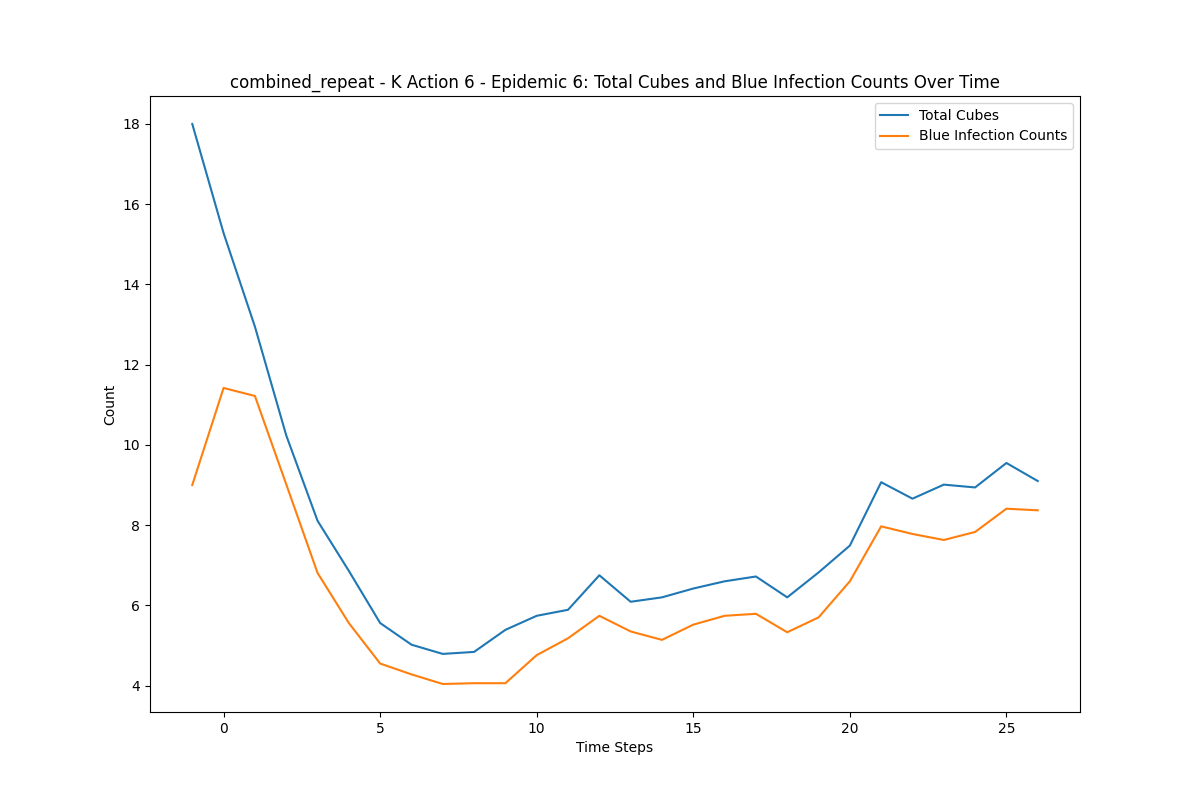 combined_repeat - K Action 6 - Epidemic 6: Total Cubes and Blue Infection Counts Over Time
Total Cubes
Blue Infection Counts
18
16
14
12
10
8
6
4
Count
0 5 10 15 20 25
Time Steps